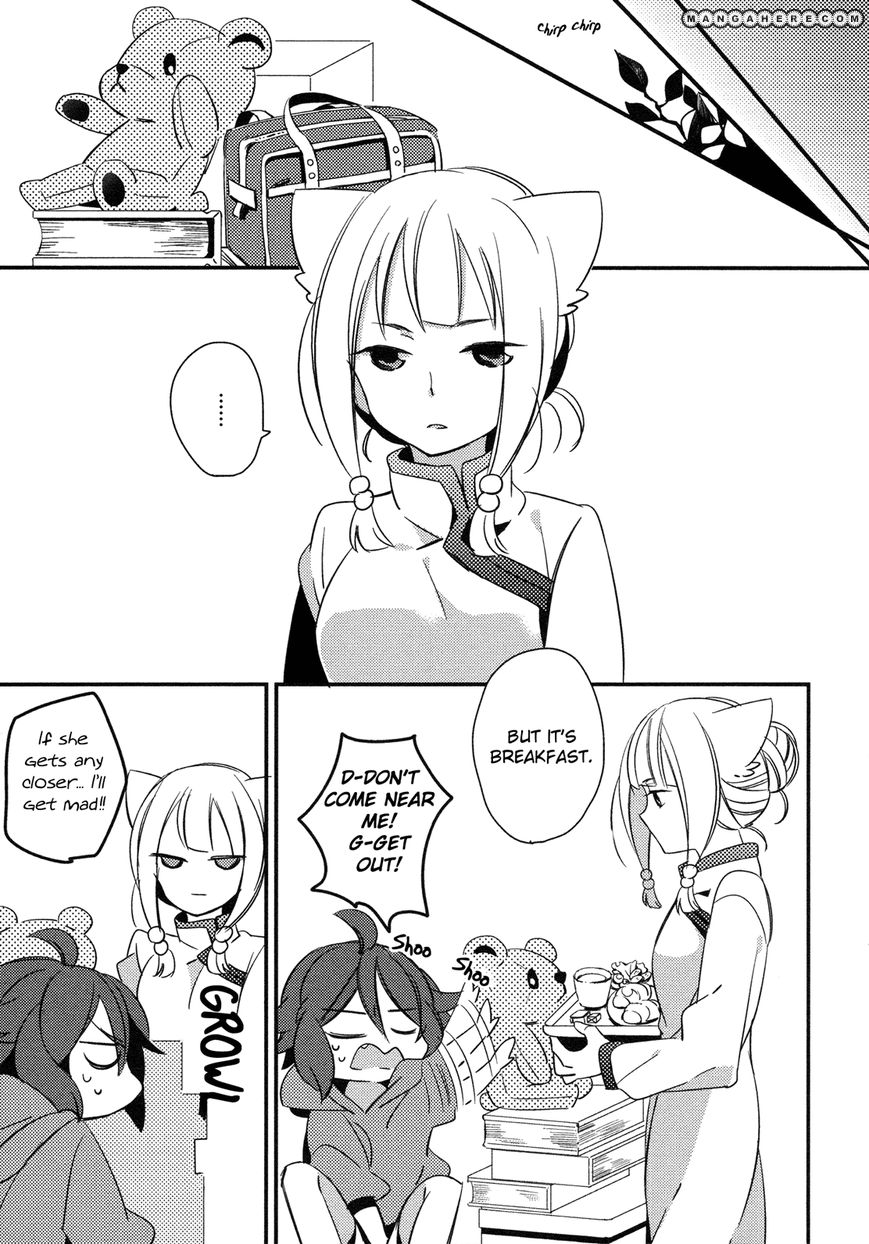 MANGAHERE.COM
chirp chirp
........
BUT IT'S
BREAKFAST.
D-DON'T
COME NEAR
ME!
G-GET
OUT!
Shoo
Shoo
If she
gets any
closer... I'll
get mad!!
GROWL